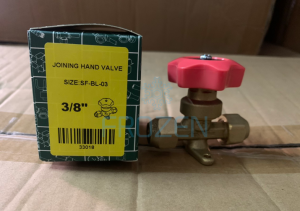 JOINING HAND VALVE
SIZE:SF-BL-03
3/8"
33018